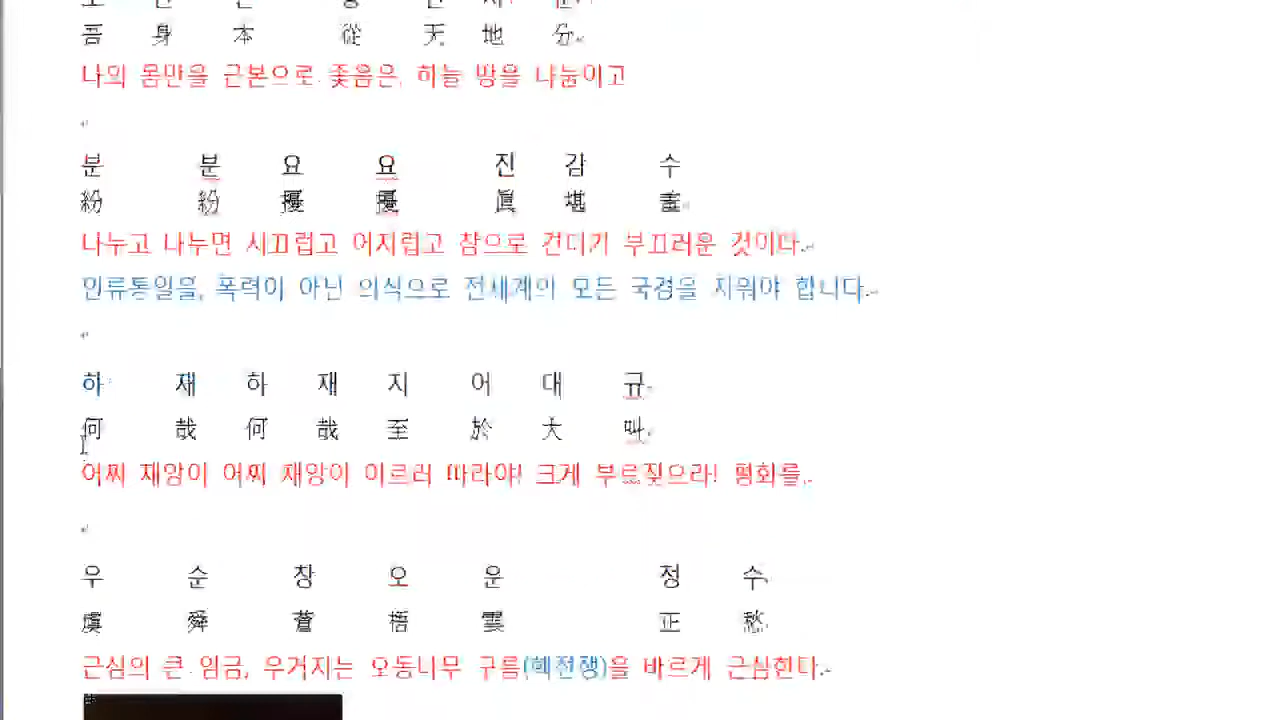 吾 身 本 從 天 地 分
나의 몸만을 근본으로 좇음은, 하늘 땅을 나눔이고
분 분 요 요 진 감 수
紛 紛 擾 擾 眞 堪
나누고 나누면 시끄럽고 어지럽고 참으로 견디기 부끄러운 것이다.
인류통일을, 폭력이 아닌 의식으로 전세계의 모든 국경을 지워야 합니다.
하 재 하 재 지 어 대 규
何 哉 何 哉 至 於 大 叫
어찌 재앙이 어찌 재앙이 이르러 따라야! 크게 부르짖으라! 평화를.
우 순 창 오 운 정 수
虞 舜 蒼 梧 雲 正 愁
근심의 큰 임금, 우거지는 오동나무 구름(핵전쟁)을 바르게 근심한다.